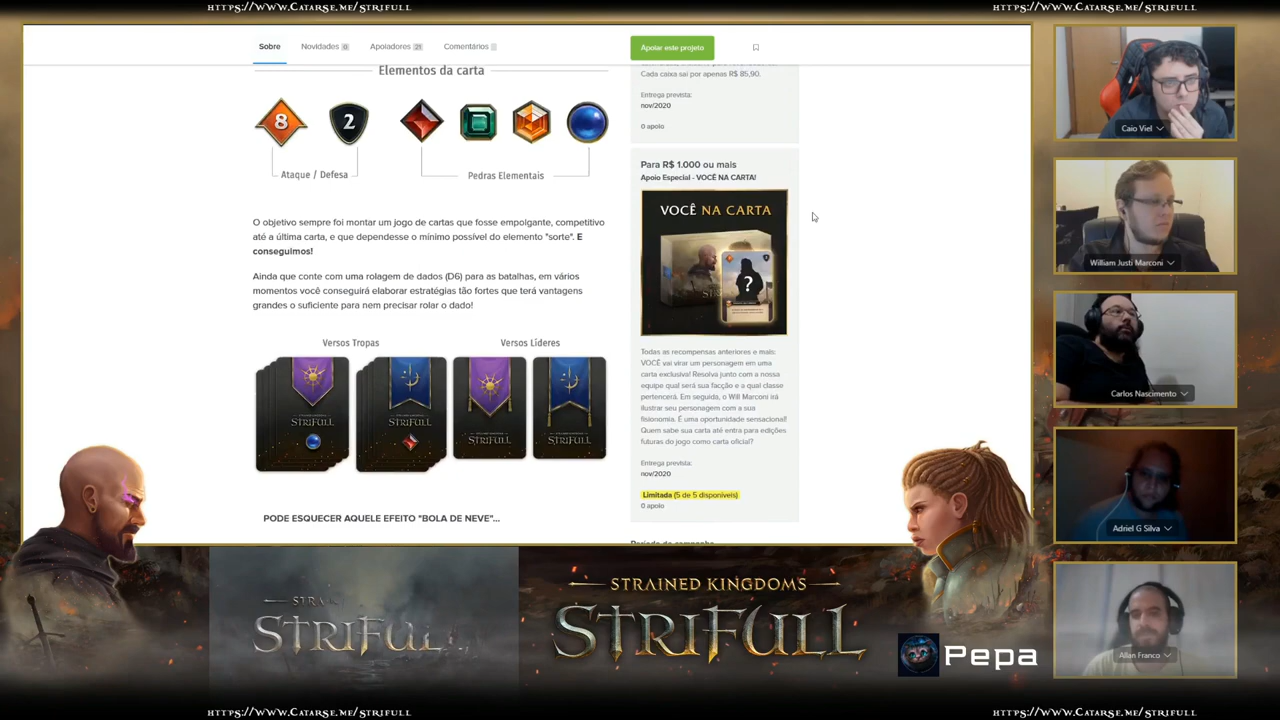 HTTPS://WWW.CATARSE.ME/STRIFULL
HTTPS://WWW.CATARSE.ME/STRIFULL
Sobre
Novidades 0
Apoiadores 21
Comentários
Apoiar este projeto
Elementos da carta
8
2
Ataque / Defesa
Pedras Elementais
O objetivo sempre foi montar um jogo de cartas que fosse empolgante, competitivo
até a última carta, e que dependesse o mínimo possível do elemento "sorte". E
conseguimos!
Ainda que conte com uma rolagem de dados (D6) para as batalhas, em vários
momentos você conseguirá elaborar estratégias tão fortes que terá vantagens
grandes o suficiente para nem precisar rolar o dado!
Versos Tropas
Versos Líderes
STRIFULL
STRIFULL
STRIFULL
STRIFULL
PODE ESQUECER AQUELE EFEITO "BOLA DE NEVE"...
Cada caixa sai por apenas R$ 85,90.
Entrega prevista:
nov/2020
0 apoio
Para R$ 1.000 ou mais
Apoio Especial - VOCÊ NA CARTA!
VOCÊ NA CARTA
?
Todas as recompensas anteriores e mais:
VOCÊ vai virar um personagem em uma
carta exclusiva! Resolva junto com a nossa
equipe qual será sua facção e a qual classe
pertencerá. Em seguida, o Will Marconi irá
ilustrar seu personagem com a sua
fisionomia. É uma oportunidade sensacional!
Quem sabe sua carta até entra para edições
futuras do jogo como carta oficial?
Entrega prevista:
nov/2020
Limitada (5 de 5 disponíveis)
0 apoio
Caio Viel
William Justi Marconi
Carlos Nascimento
Adriel G Silva
Allan Franco
STRA
STRIFULL
STRAINED KINGDOMS
STRIFULL
Pepa
HTTPS://WWW.CATARSE.ME/STRIFULL
HTTPS://WWW.CATARSE.ME/STRIFULL